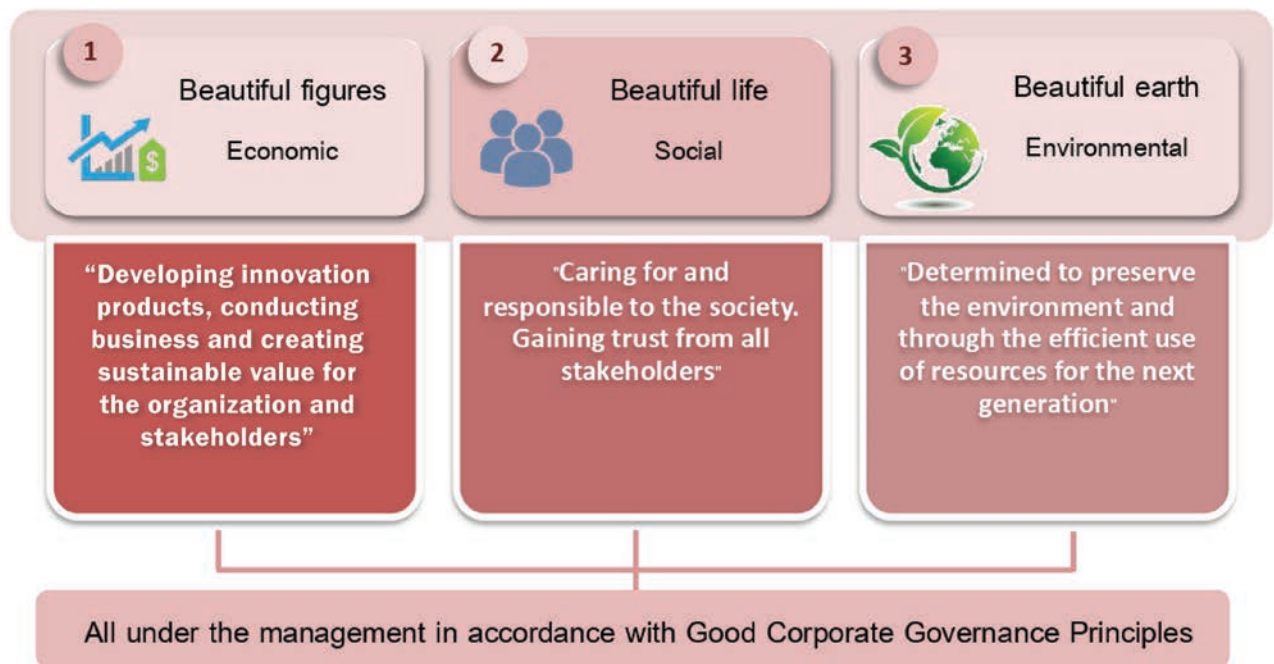 1
Beautiful figures
Economic
$
2
Beautiful life
Social
3
Beautiful earth
Environmental
“Developing innovation
products, conducting
business and creating
sustainable value for
the organization and
stakeholders”
"Caring for and
responsible to the society.
Gaining trust from all
stakeholders"
"Determined to preserve
the environment and
through the efficient use
of resources for the next
generation"
All under the management in accordance with Good Corporate Governance Principles